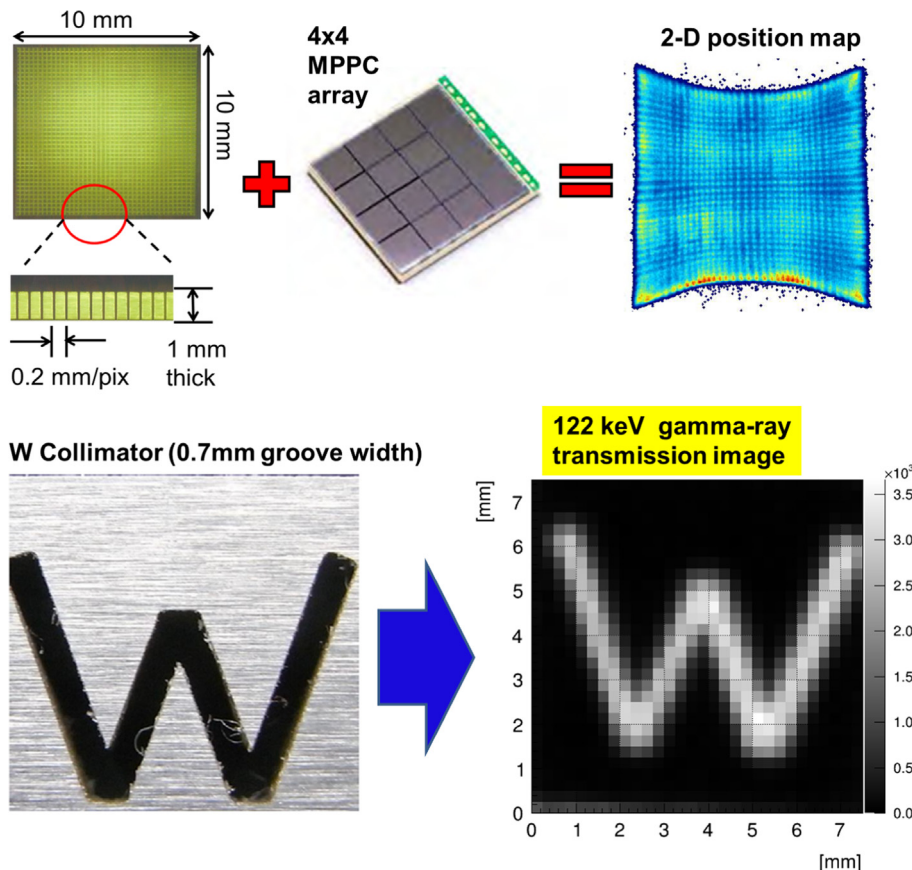 10 mm
10 mm
4x4
MPPC
array
2-D position map
0.2 mm/pix
1 mm
thick
W Collimator (0.7mm groove width)
122 keV gamma-ray
transmission image
[mm]
7
6
5
4
3
2
1
0
0 1 2 3 4 5 6 7
[mm]
3.5
3.0
2.5
2.0
1.5
1.0
0.5
0.0